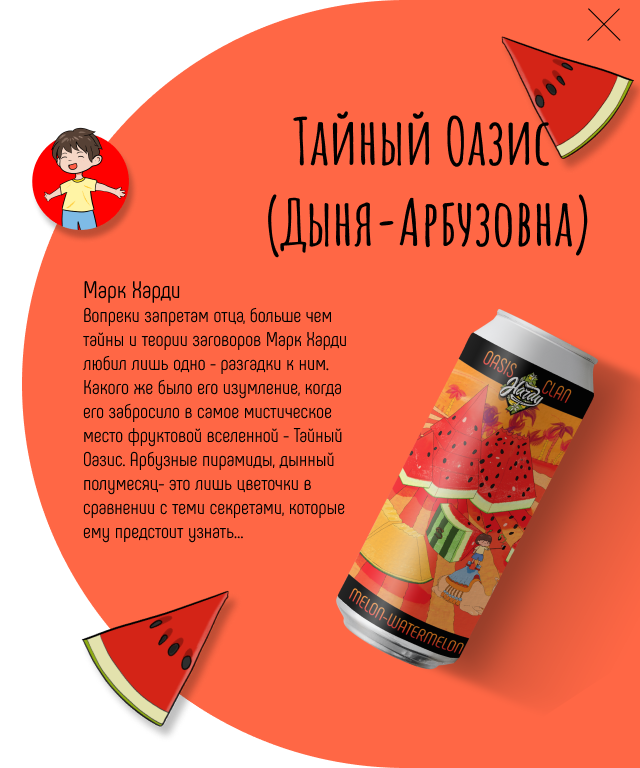 Тайный Оазис
(Дыня-Арбузовна)
Марк Харди
Вопреки запретам отца, больше чем
тайны и теории заговоров Марк Харди
любил лишь одно - разгадки к ним.
Какого же было его изумление, когда
его забросило в самое мистическое
место фруктовой вселенной - Тайный
Оазис. Арбузные пирамиды, дынный
полумесяц- это лишь цветочки в
сравнении с теми секретами, которые
ему предстоит узнать...
OASIS CLAN
Hardy
MELON-WATERMELON